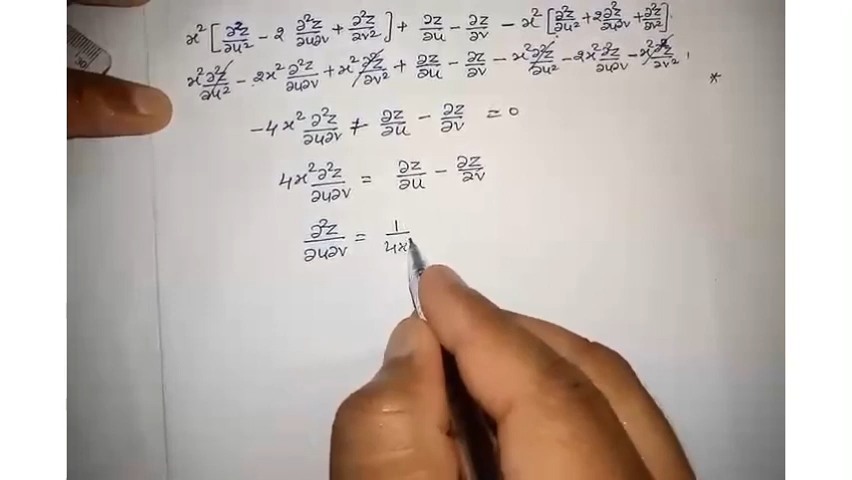 x² [∂²z/∂u² - 2 ∂²z/∂u∂v + ∂²z/∂v²] + ∂z/∂u - ∂z/∂v - x² [∂²z/∂u² + 2∂²z/∂u∂v + ∂²z/∂v²]
x² ∂²z/∂u² - 2x² ∂²z/∂u∂v + x² ∂²z/∂v² + ∂z/∂u - ∂z/∂v - x² ∂²z/∂u² - 2x² ∂²z/∂u∂v - x² ∂²z/∂v²
*
-4x² ∂²z/∂u∂v + ∂z/∂u - ∂z/∂v = 0
4x² ∂²z/∂u∂v = ∂z/∂u - ∂z/∂v
∂²z/∂u∂v = 1/4x